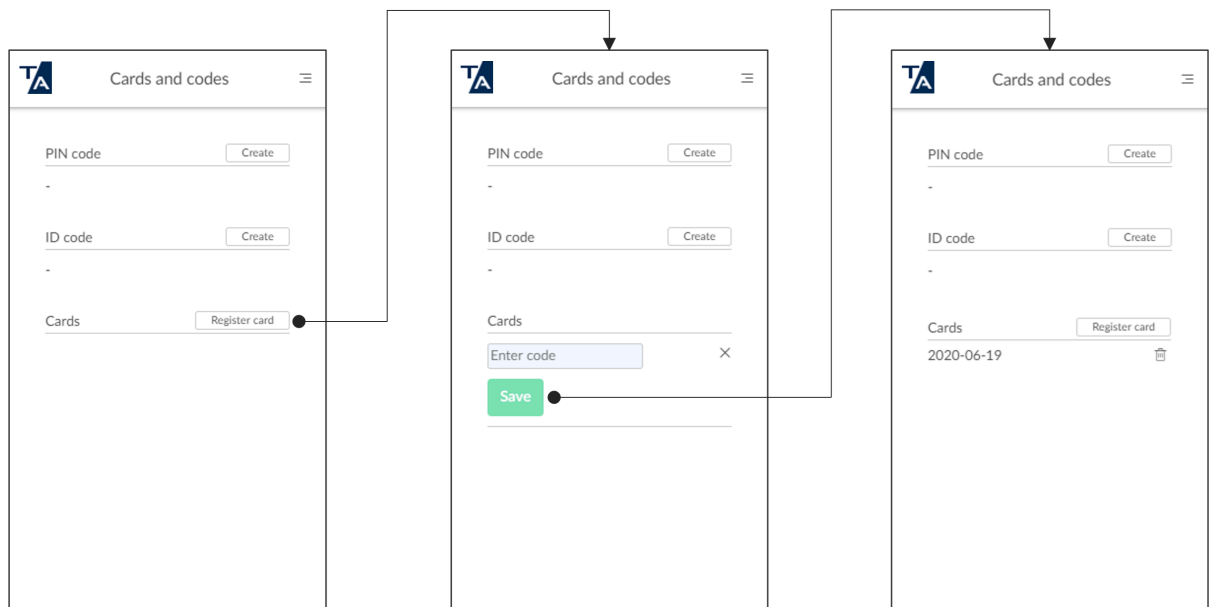 TA
Cards and codes
PIN code Create
-
ID code Create
-
Cards Register card
TA
Cards and codes
PIN code Create
-
ID code Create
-
Cards
Enter code
Save
TA
Cards and codes
PIN code Create
-
ID code Create
-
Cards Register card
2020-06-19